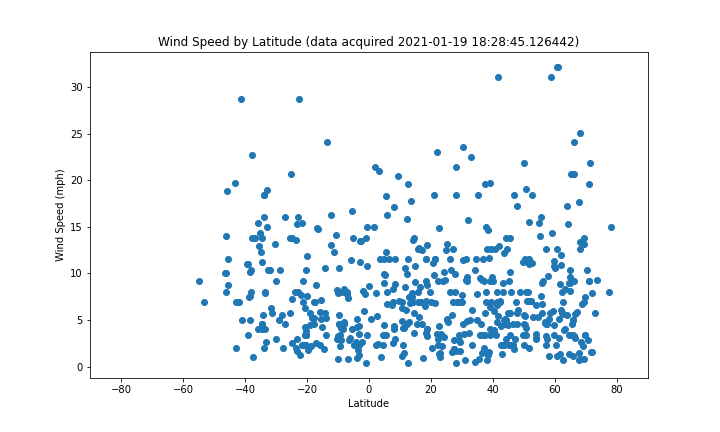 Wind Speed by Latitude (data acquired 2021-01-19 18:28:45.126442)
Wind Speed (mph)
30
25
20
15
10
5
0
−80 −60 −40 −20 0 20 40 60 80
Latitude